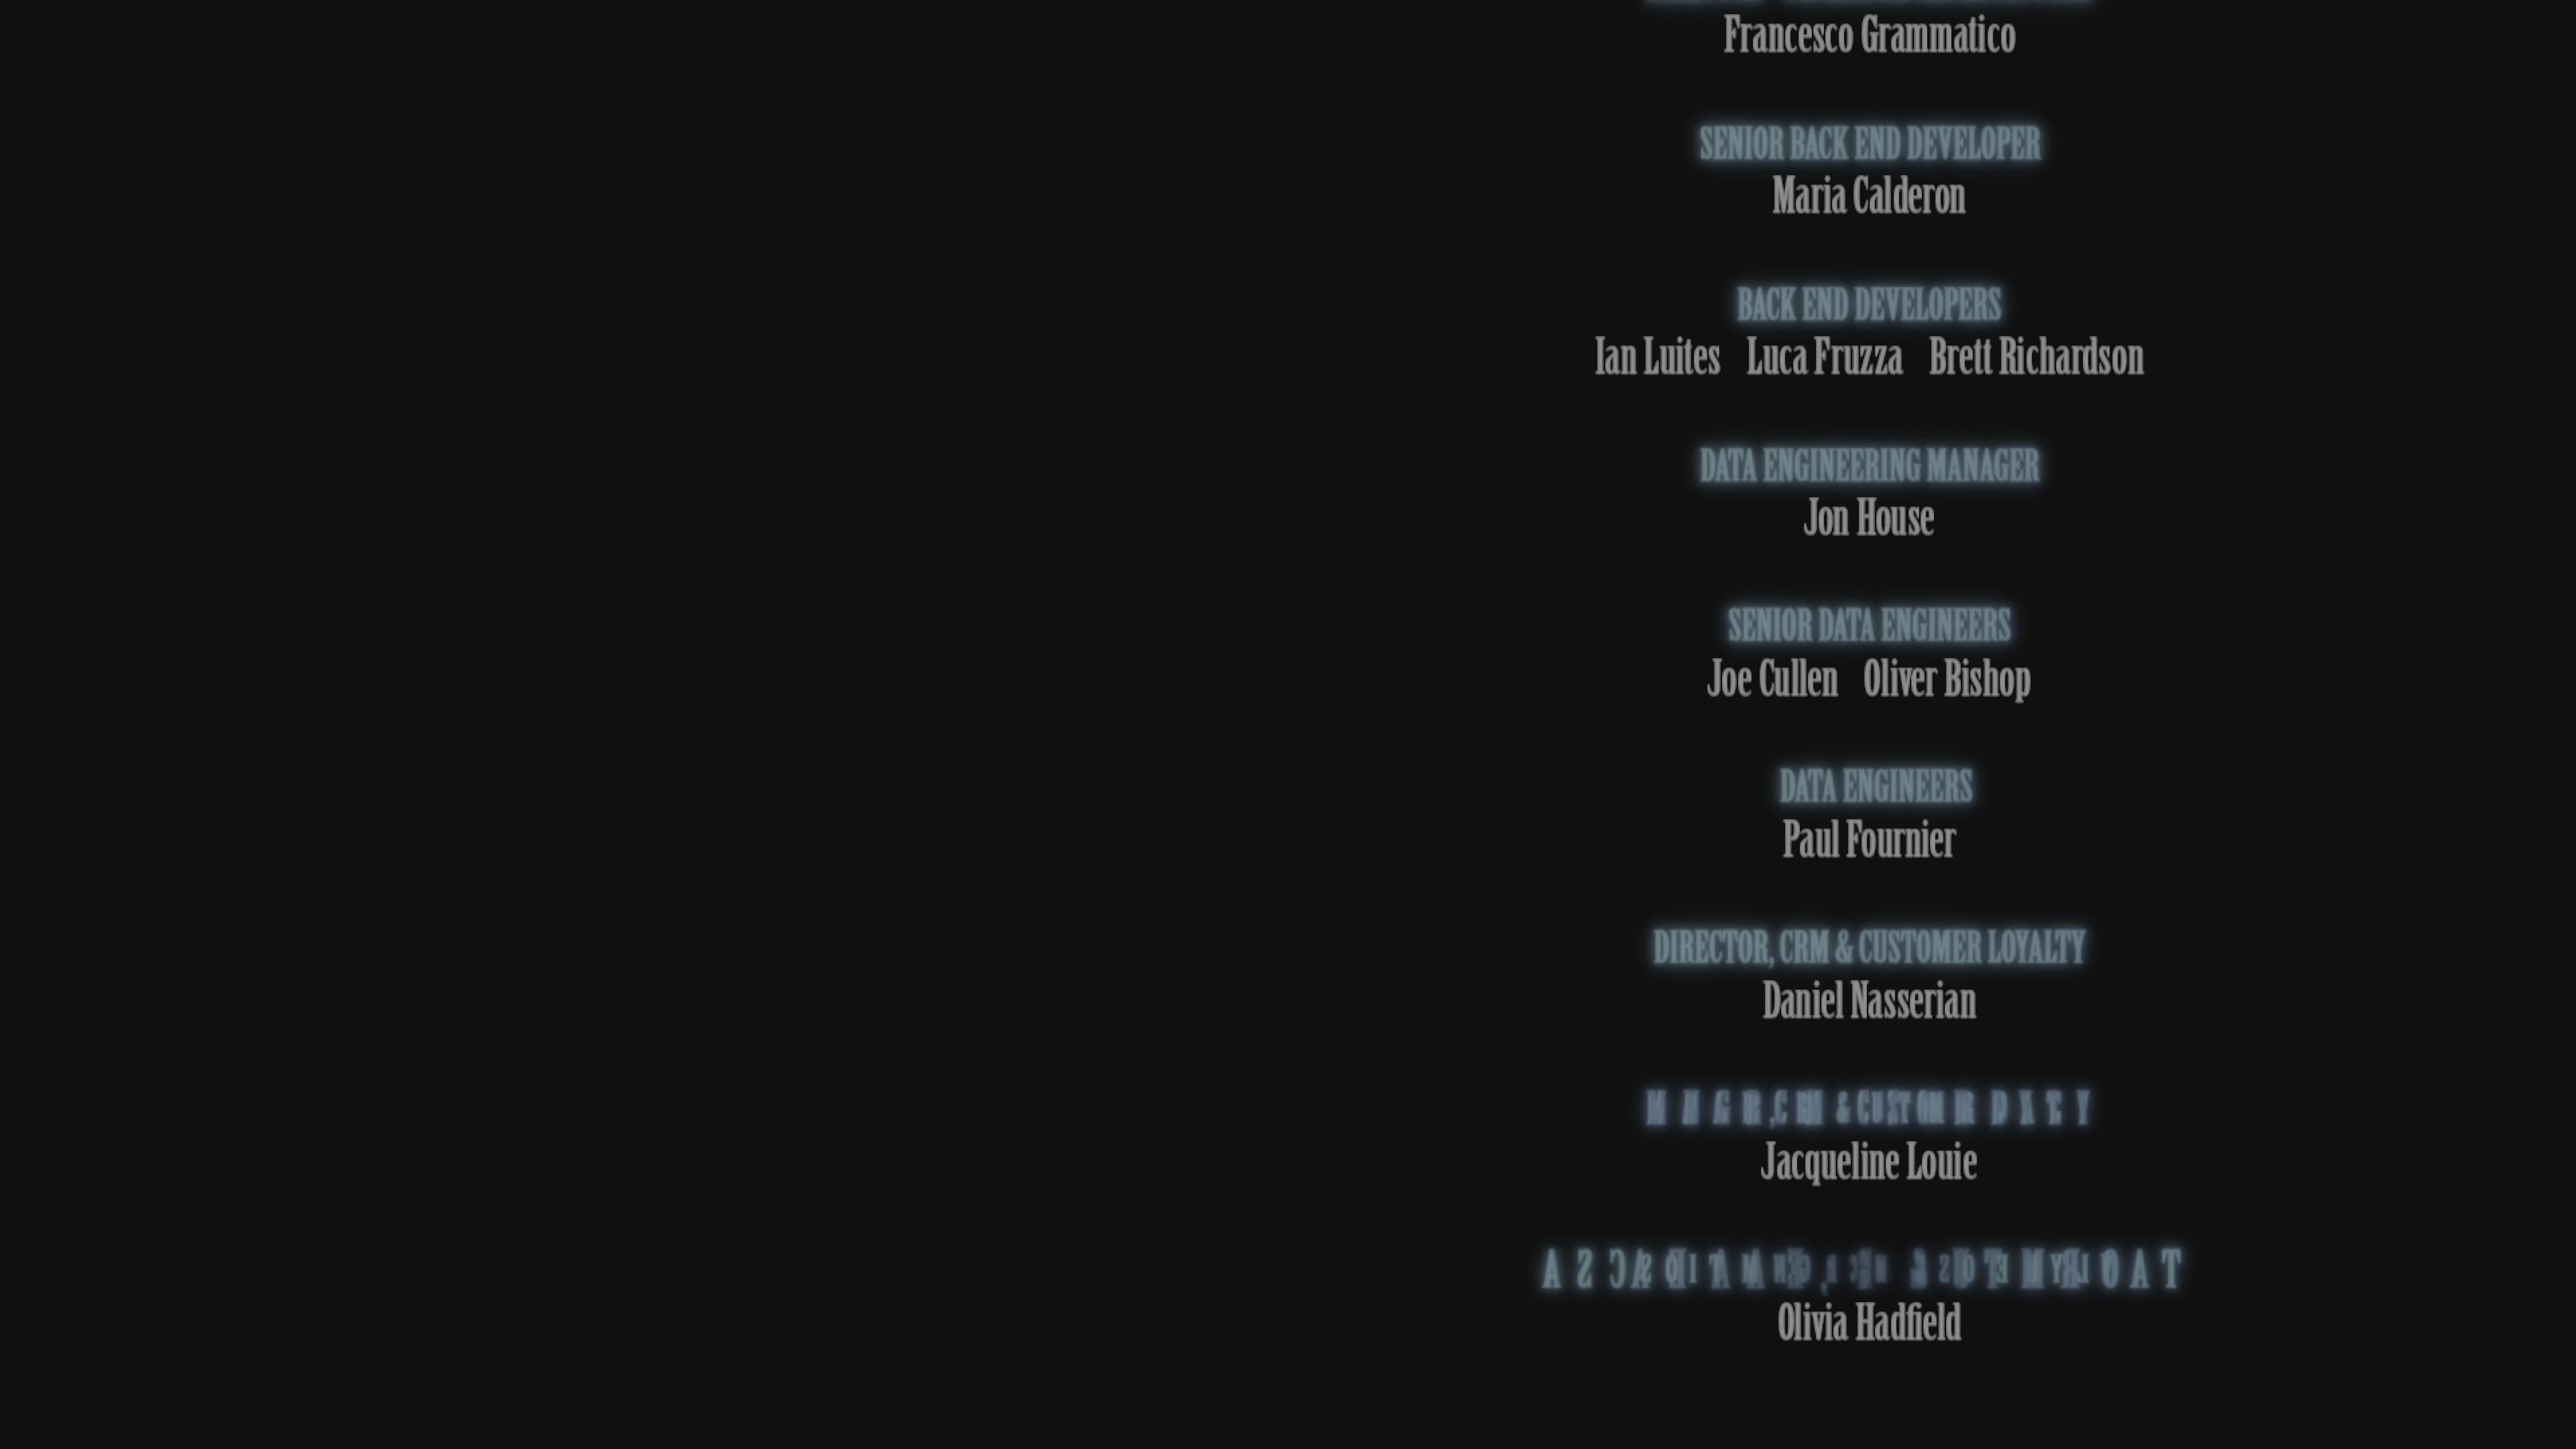 Francesco Grammatico
SENIOR BACK END DEVELOPER
Maria Calderon
BACK END DEVELOPERS
Ian Luites Luca Fruzza Brett Richardson
DATA ENGINEERING MANAGER
Jon House
SENIOR DATA ENGINEERS
Joe Cullen Oliver Bishop
DATA ENGINEERS
Paul Fournier
DIRECTOR, CRM & CUSTOMER LOYALTY
Daniel Nasserian
Jacqueline Louie
Olivia Hadfield